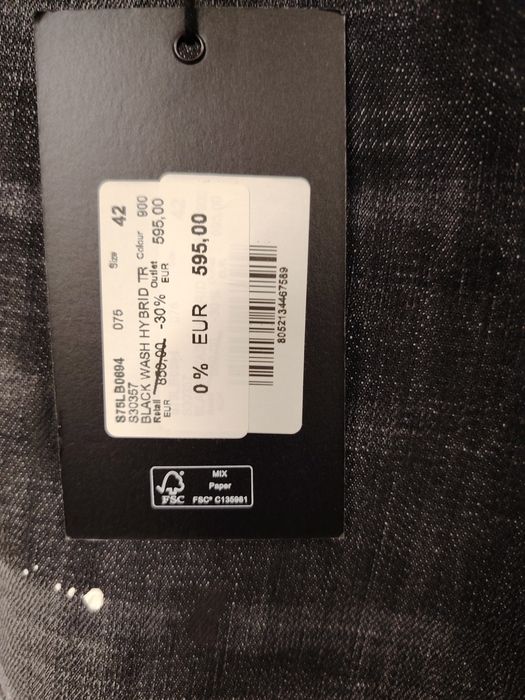 S75LB0694 075 Size 42
S30357
BLACK WASH HYBRID TR Colour 900
Retail 850,00 -30% Outlet 595,00
EUR EUR
0 % EUR 595,00
8052134467589
FSC
MIX
Paper
FSC® C135981